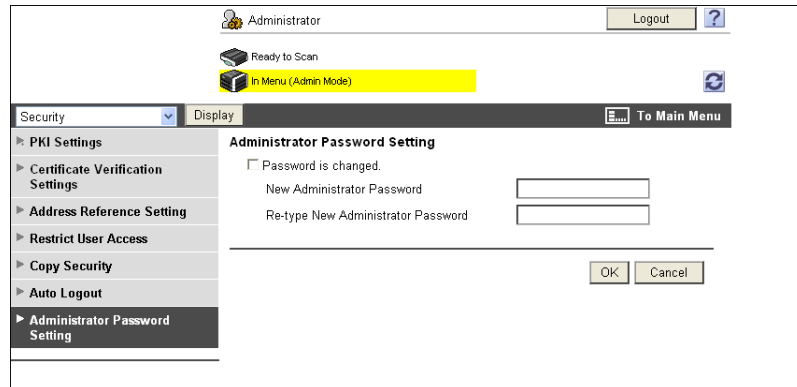 Administrator
Logout
?
Ready to Scan
In Menu (Admin Mode)
Security
Display
To Main Menu
PKI Settings
Certificate Verification
Settings
Address Reference Setting
Restrict User Access
Copy Security
Auto Logout
Administrator Password
Setting
Administrator Password Setting
Password is changed.
New Administrator Password
Re-type New Administrator Password
OK
Cancel